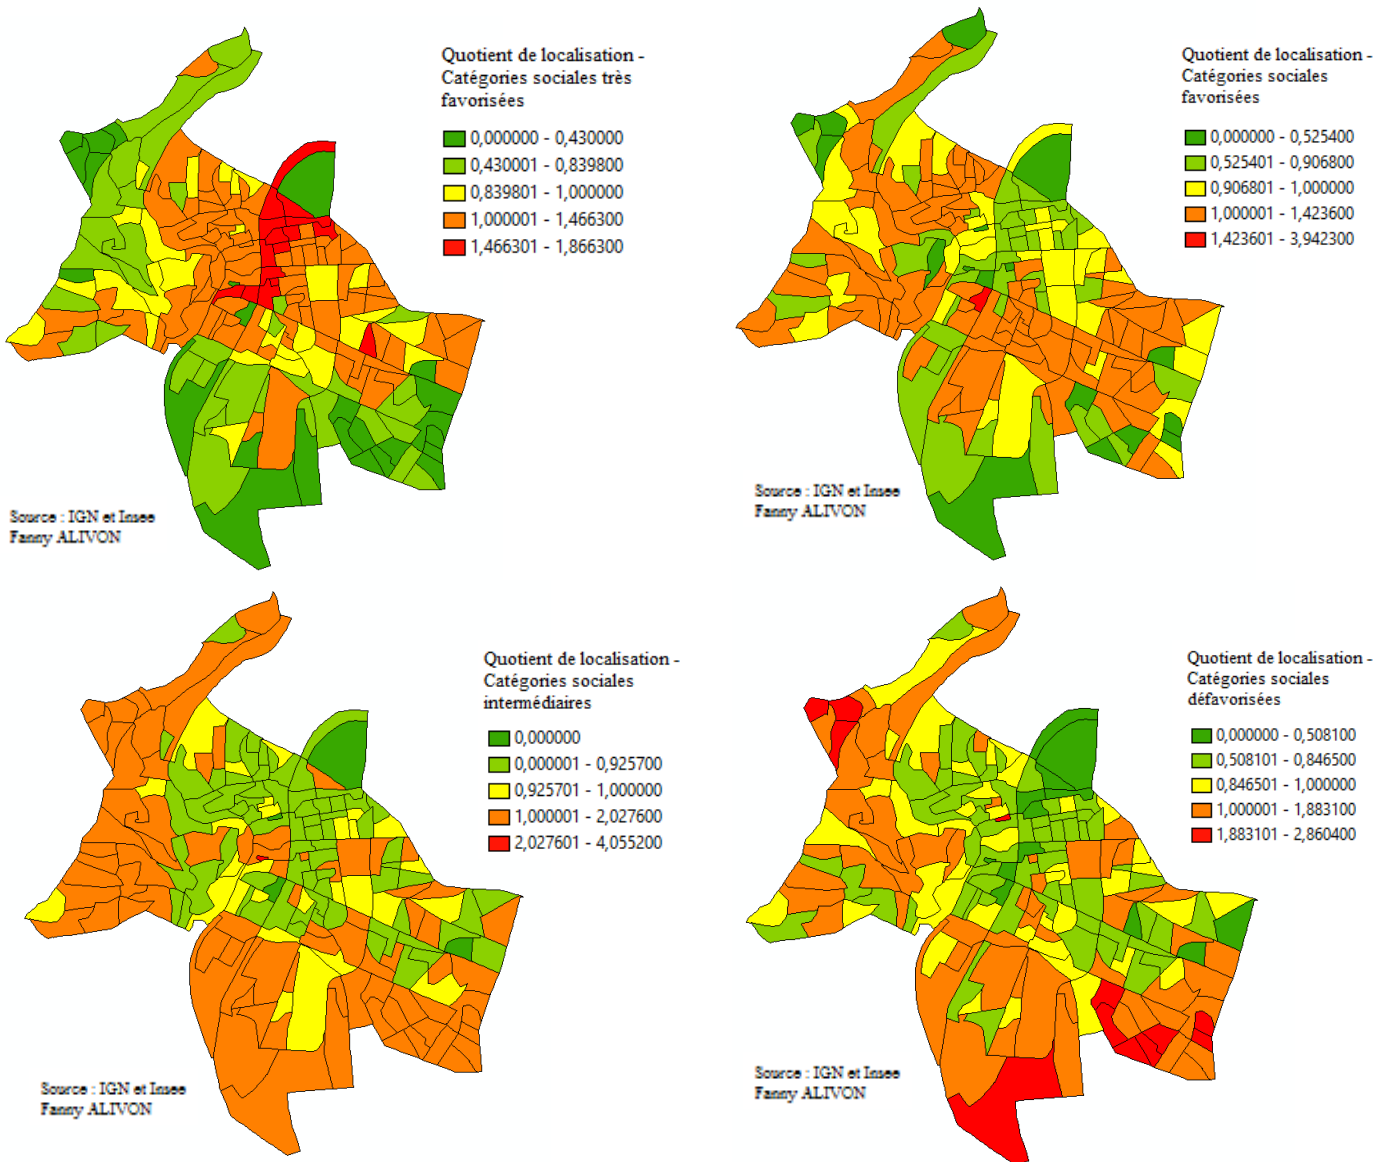 Quotient de localisation -
Catégories sociales très
favorisées
0,000000 - 0,430000
0,430001 - 0,839800
0,839801 - 1,000000
1,000001 - 1,466300
1,466301 - 1,866300
Source : IGN et Insee
Fanny ALIVON
Quotient de localisation -
Catégories sociales
favorisées
0,000000 - 0,525400
0,525401 - 0,906800
0,906801 - 1,000000
1,000001 - 1,423600
1,423601 - 3,942300
Source : IGN et Insee
Fanny ALIVON
Quotient de localisation -
Catégories sociales
intermédiaires
0,000000
0,000001 - 0,925700
0,925701 - 1,000000
1,000001 - 2,027600
2,027601 - 4,055200
Source : IGN et Insee
Fanny ALIVON
Quotient de localisation -
Catégories sociales
défavorisées
0,000000 - 0,508100
0,508101 - 0,846500
0,846501 - 1,000000
1,000001 - 1,883100
1,883101 - 2,860400
Source : IGN et Insee
Fanny ALIVON